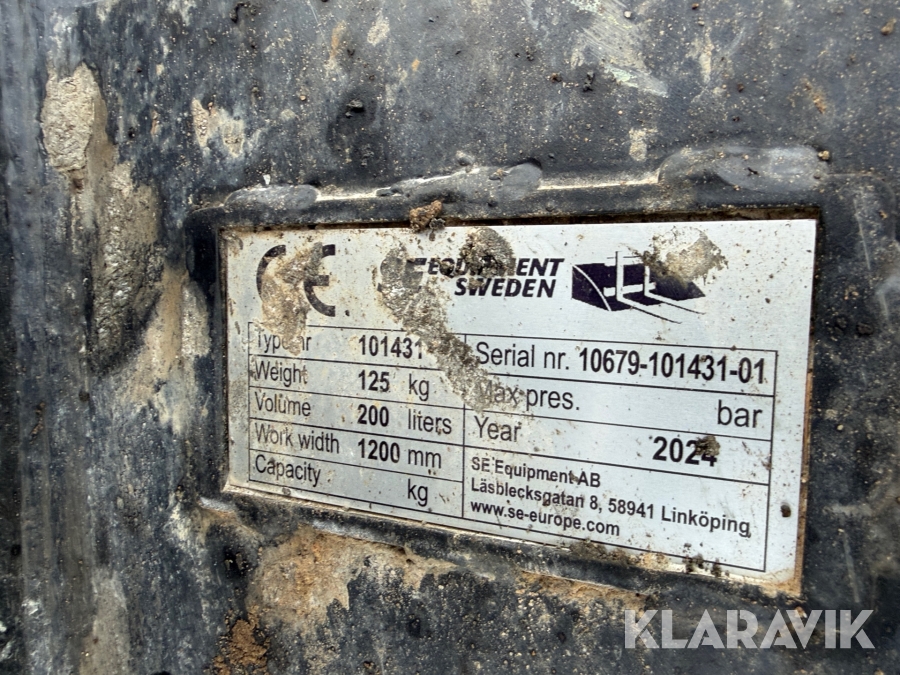 CE
EQUIPMENT
SWEDEN
Type nr 101431 Serial nr. 10679-101431-01
Weight 125 kg Max pres. bar
Volume 200 liters Year 2024
Work width 1200 mm SE Equipment AB
Capacity kg Läsblecksgatan 8, 58941 Linköping
www.se-europe.com
KLARAVIK